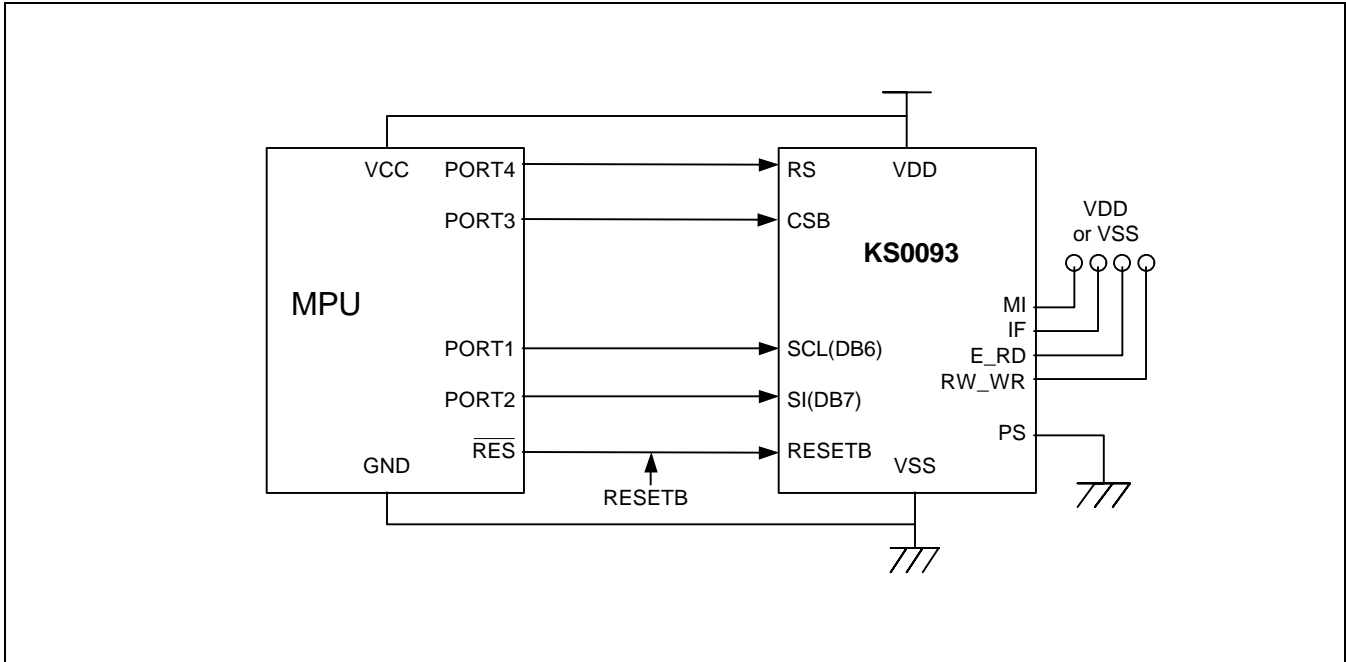 VCC
PORT4
PORT3
MPU
PORT1
PORT2
RES
GND
RESETB
RS
VDD
CSB
KS0093
SCL(DB6)
SI(DB7)
RESETB
VSS
VDD
or VSS
MI
IF
E_RD
RW_WR
PS